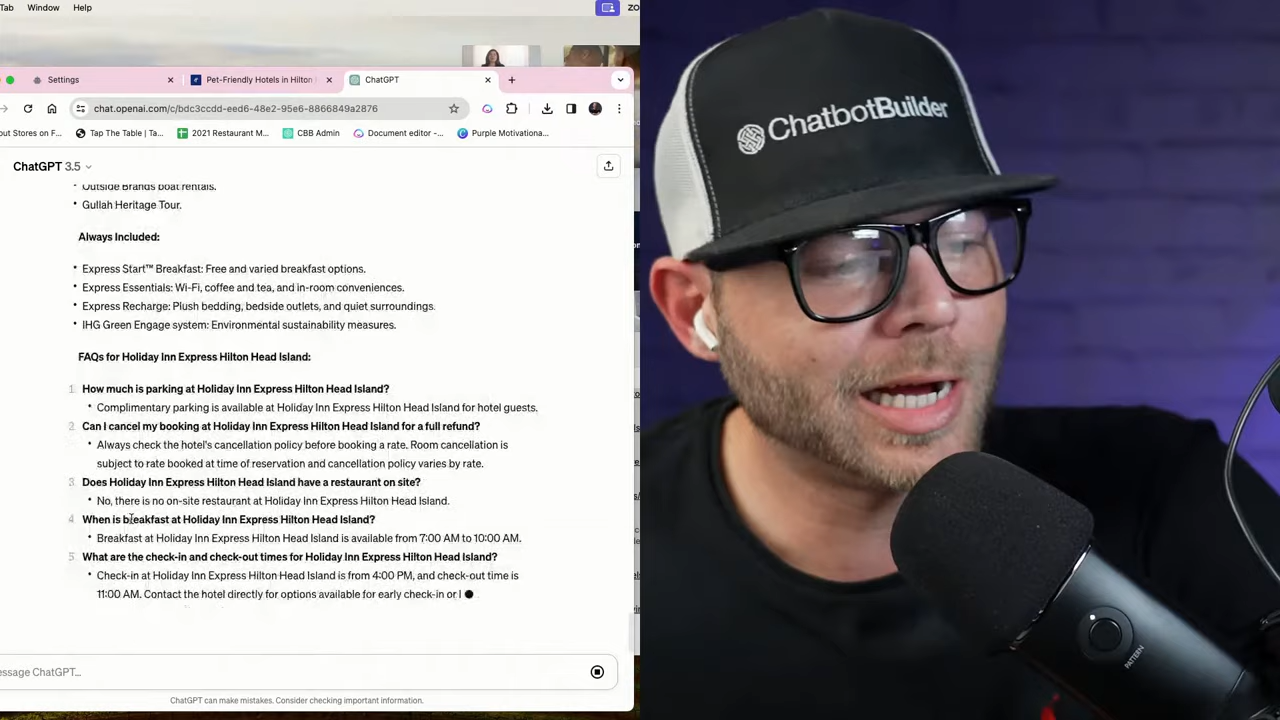 Tab Window Help
ZO
Settings
Pet-Friendly Hotels in Hilton
ChatGPT
chat.openai.com/c/bdc3ccdd-eed6-48e2-95e6-8866849a2876
out Stores on F...
Tap The Table | Ta...
2021 Restaurant M...
CBB Admin
Document editor -...
Purple Motivationa...
ChatGPT 3.5
• Outside Brands boat rentals.
• Gullah Heritage Tour.
Always Included:
• Express Start™ Breakfast: Free and varied breakfast options.
• Express Essentials: Wi-Fi, coffee and tea, and in-room conveniences.
• Express Recharge: Plush bedding, bedside outlets, and quiet surroundings.
• IHG Green Engage system: Environmental sustainability measures.
FAQs for Holiday Inn Express Hilton Head Island:
1. How much is parking at Holiday Inn Express Hilton Head Island?
• Complimentary parking is available at Holiday Inn Express Hilton Head Island for hotel guests.
2. Can I cancel my booking at Holiday Inn Express Hilton Head Island for a full refund?
• Always check the hotel's cancellation policy before booking a rate. Room cancellation is
subject to rate booked at time of reservation and cancellation policy varies by rate.
3. Does Holiday Inn Express Hilton Head Island have a restaurant on site?
• No, there is no on-site restaurant at Holiday Inn Express Hilton Head Island.
4. When is breakfast at Holiday Inn Express Hilton Head Island?
• Breakfast at Holiday Inn Express Hilton Head Island is available from 7:00 AM to 10:00 AM.
5. What are the check-in and check-out times for Holiday Inn Express Hilton Head Island?
• Check-in at Holiday Inn Express Hilton Head Island is from 4:00 PM, and check-out time is
11:00 AM. Contact the hotel directly for options available for early check-in or l
essage ChatGPT...
ChatGPT can make mistakes. Consider checking important information.
ChatbotBuilder
PATTERN